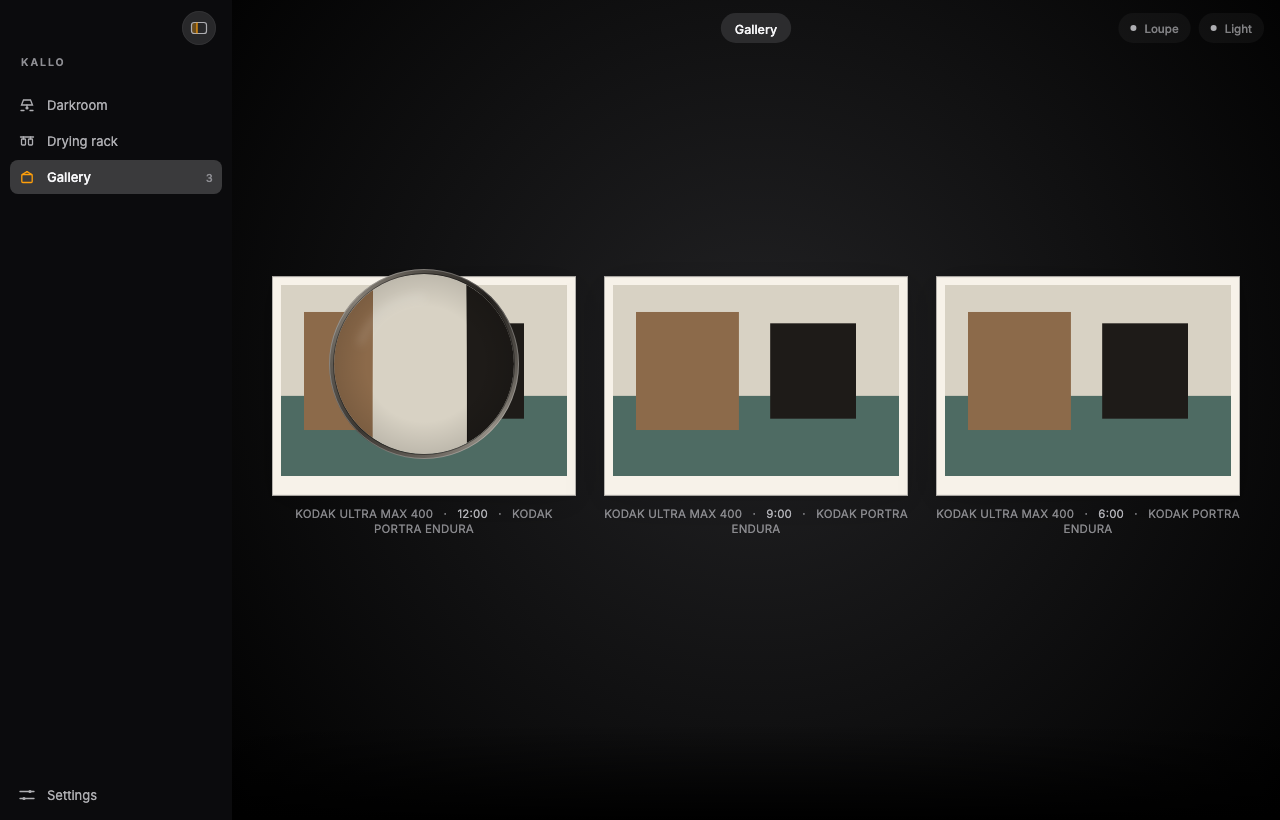 Gallery
Loupe
Light
KALLO
Darkroom
Drying rack
Gallery 3
KODAK ULTRA MAX 400 · 12:00 · KODAK
PORTRA ENDURA
KODAK ULTRA MAX 400 · 9:00 · KODAK PORTRA
ENDURA
KODAK ULTRA MAX 400 · 6:00 · KODAK PORTRA
ENDURA
Settings